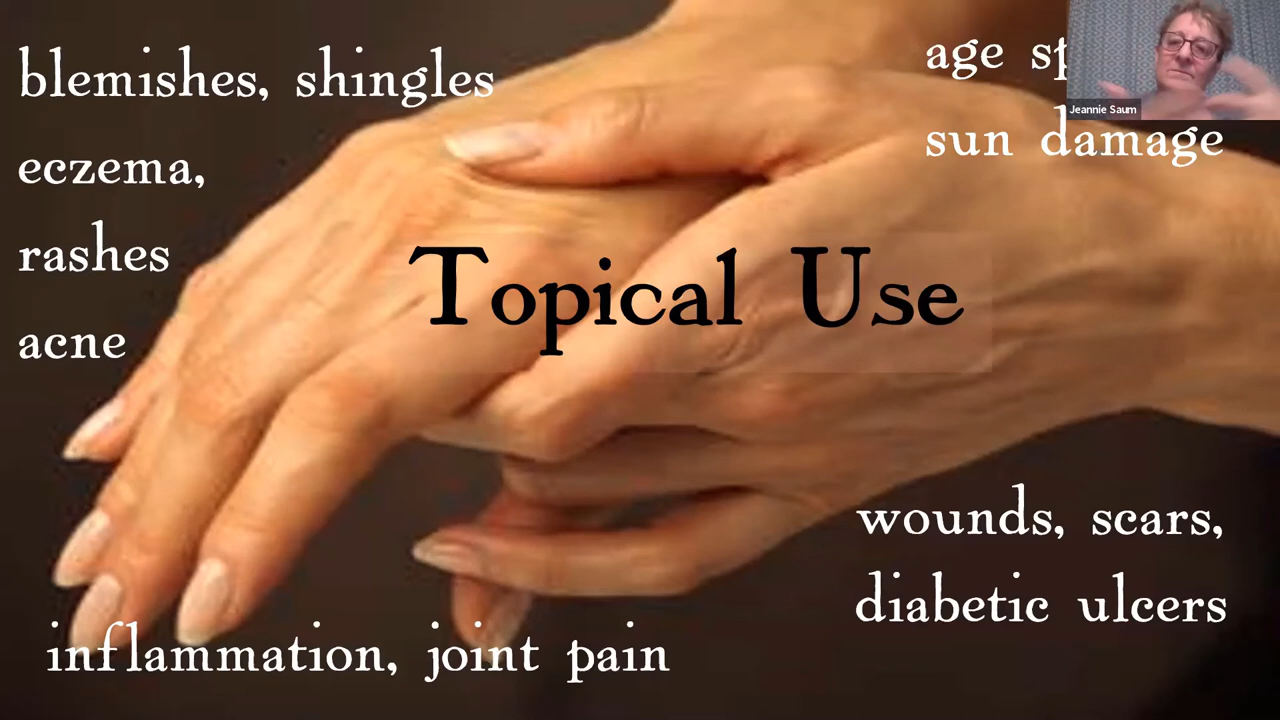 blemishes, shingles
eczema,
rashes
acne
age
sun damage
Jeannie Saum
Topical Use
wounds, scars,
diabetic ulcers
inflammation, joint pain